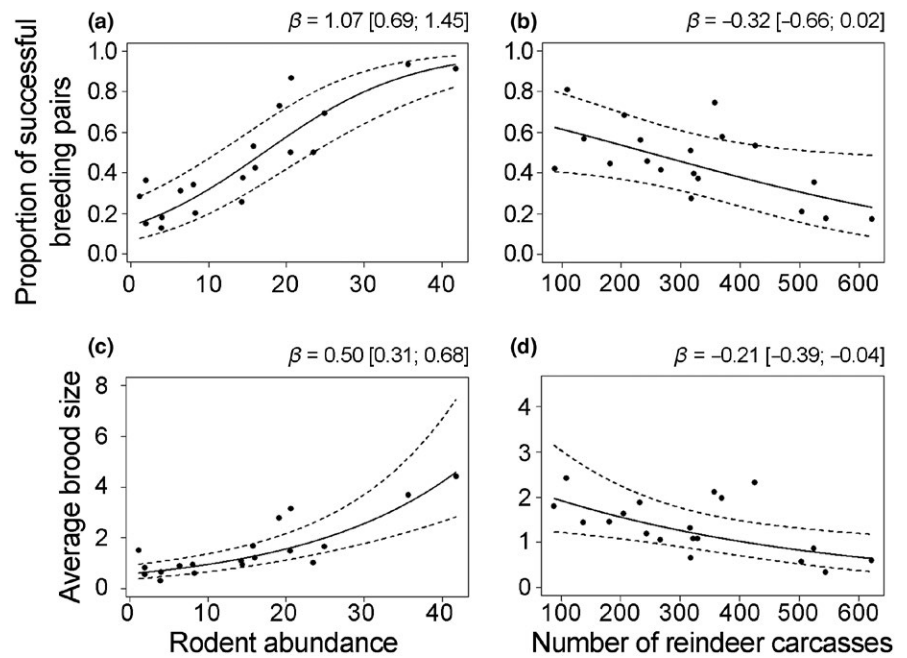 (a) β = 1.07 [0.69; 1.45]
(b) β = –0.32 [–0.66; 0.02]
Proportion of successful
breeding pairs
1.0
0.8
0.6
0.4
0.2
0.0
0 10 20 30 40
1.0
0.8
0.6
0.4
0.2
0.0
100 200 300 400 500 600
(c) β = 0.50 [0.31; 0.68]
(d) β = –0.21 [–0.39; –0.04]
Average brood size
8
6
4
2
0
0 10 20 30 40
Rodent abundance
4
3
2
1
0
100 200 300 400 500 600
Number of reindeer carcasses